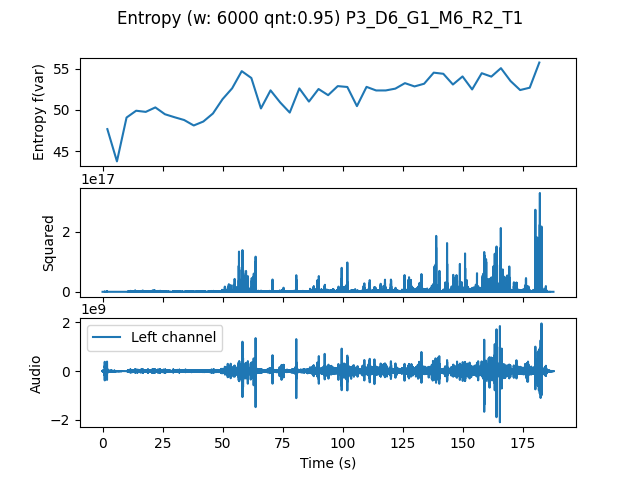 Entropy (w: 6000 qnt:0.95) P3_D6_G1_M6_R2_T1
Entropy f(var)
55
50
45
1e17
Squared
2
0
1e9
Audio
2
0
−2
Left channel
0 25 50 75 100 125 150 175
Time (s)